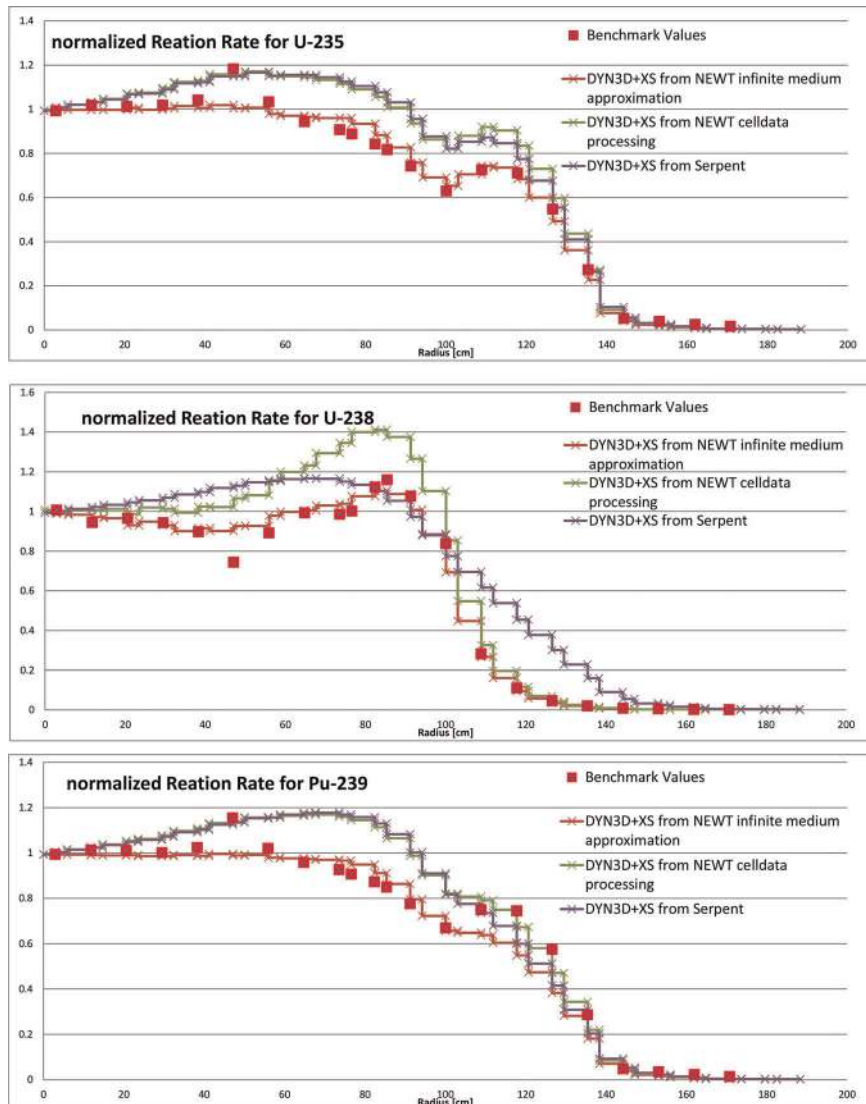 normalized Reation Rate for U-235
Benchmark Values
DYN3D+XS from NEWT infinite medium
approximation
DYN3D+XS from NEWT celldata
processing
DYN3D+XS from Serpent
1.4
1.2
1
0.8
0.6
0.4
0.2
0
0 20 40 60 80 100 120 140 160 180 200
Radius [cm]
normalized Reation Rate for U-238
Benchmark Values
DYN3D+XS from NEWT infinite medium
approximation
DYN3D+XS from NEWT celldata
processing
DYN3D+XS from Serpent
1.6
1.4
1.2
1
0.8
0.6
0.4
0.2
0
0 20 40 60 80 100 120 140 160 180 200
Radius [cm]
normalized Reation Rate for Pu-239
Benchmark Values
DYN3D+XS from NEWT infinite medium
approximation
DYN3D+XS from NEWT celldata
processing
DYN3D+XS from Serpent
1.4
1.2
1
0.8
0.6
0.4
0.2
0
0 20 40 60 80 100 120 140 160 180 200
Radius [cm]